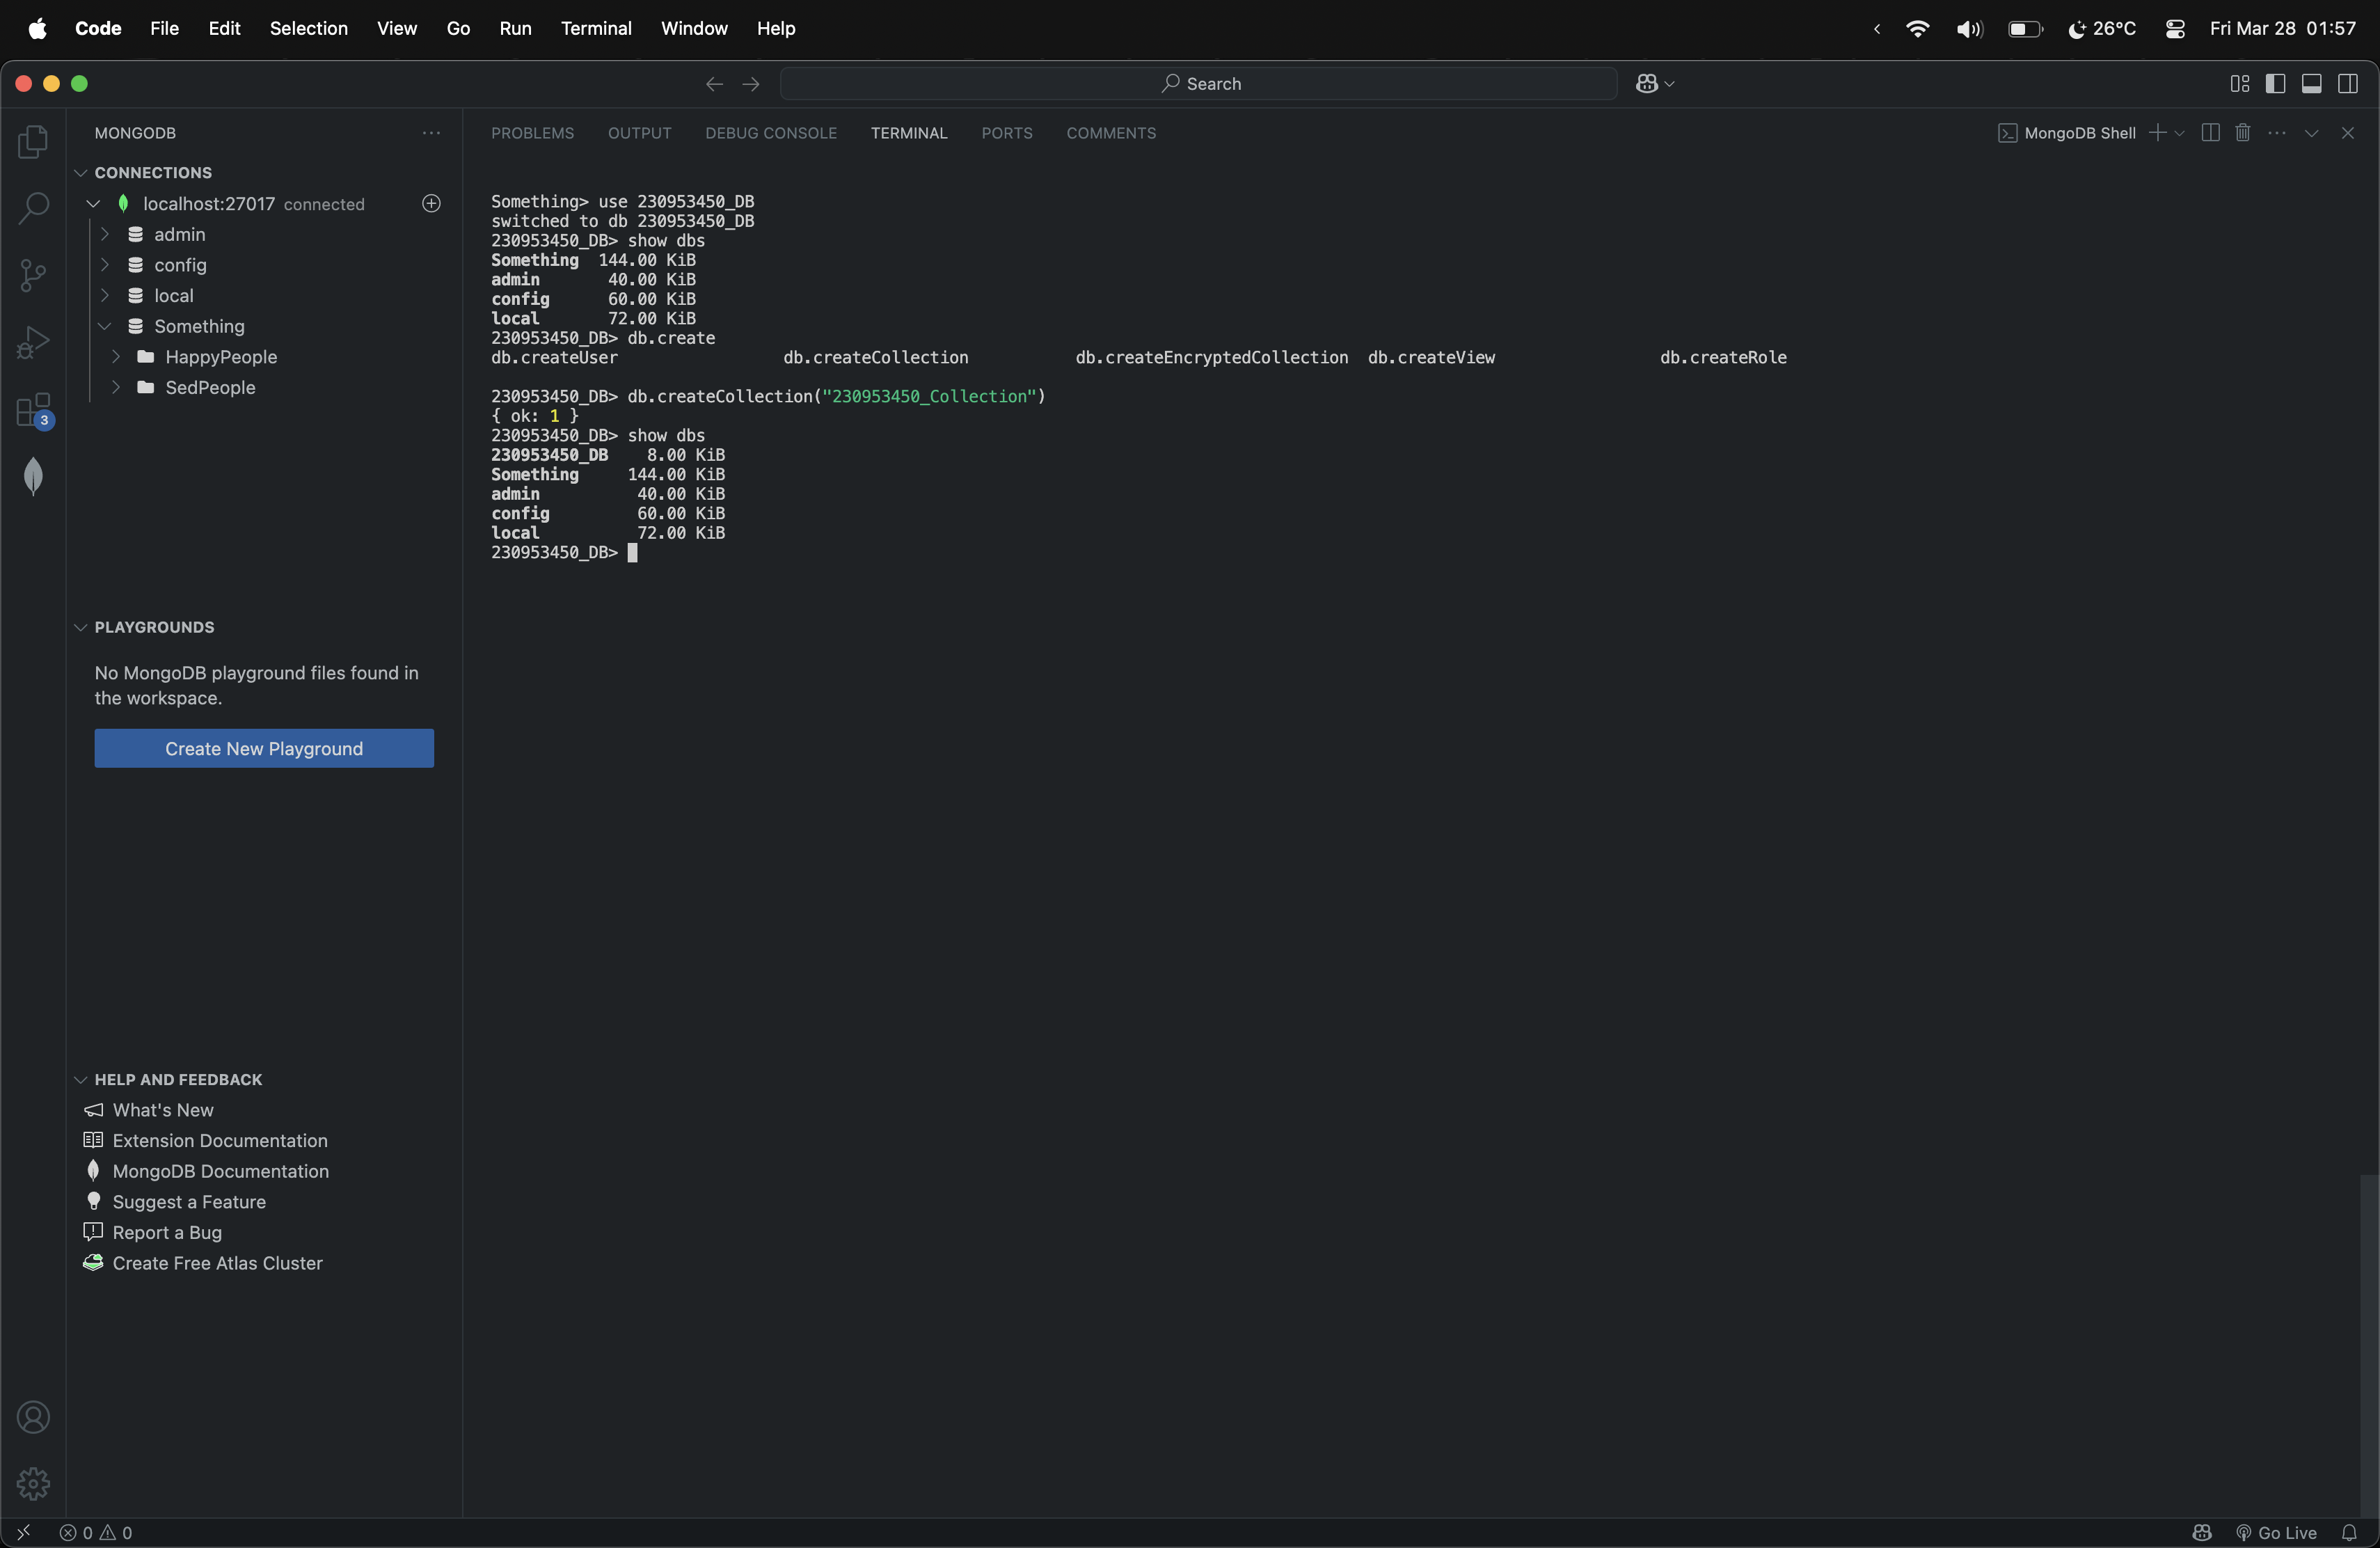 Code File Edit Selection View Go Run Terminal Window Help 26°C Fri Mar 28 01:57
Search
MONGODB
CONNECTIONS
localhost:27017 connected
admin
config
local
Something
HappyPeople
SedPeople
3
PLAYGROUNDS
No MongoDB playground files found in
the workspace.
Create New Playground
HELP AND FEEDBACK
What's New
Extension Documentation
MongoDB Documentation
Suggest a Feature
Report a Bug
Create Free Atlas Cluster
PROBLEMS OUTPUT DEBUG CONSOLE TERMINAL PORTS COMMENTS MongoDB Shell
Something> use 230953450_DB
switched to db 230953450_DB
230953450_DB> show dbs
Something 144.00 KiB
admin 40.00 KiB
config 60.00 KiB
local 72.00 KiB
230953450_DB> db.create
db.createUser db.createCollection db.createEncryptedCollection db.createView db.createRole
230953450_DB> db.createCollection("230953450_Collection")
{ ok: 1 }
230953450_DB> show dbs
230953450_DB 8.00 KiB
Something 144.00 KiB
admin 40.00 KiB
config 60.00 KiB
local 72.00 KiB
230953450_DB>
0 0 Go Live